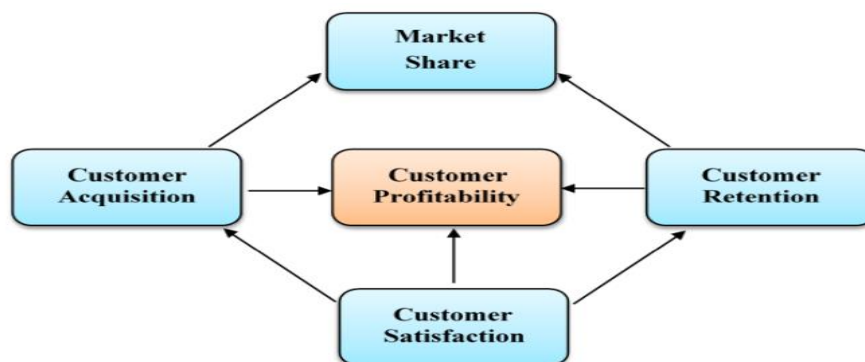 Market
Share
Customer
Acquisition
Customer
Profitability
Customer
Retention
Customer
Satisfaction